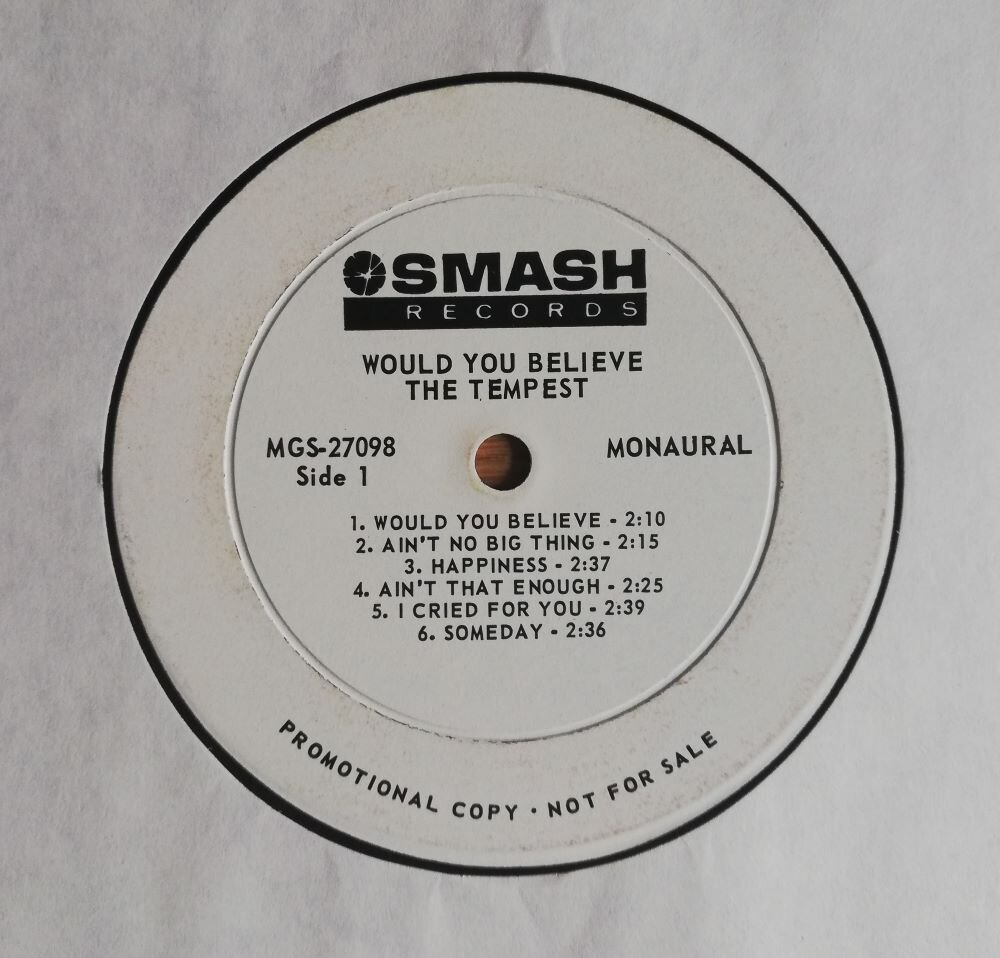 SMASH
RECORDS
WOULD YOU BELIEVE
THE TEMPEST
MGS-27098
Side 1
MONAURAL
1. WOULD YOU BELIEVE - 2:10
2. AIN'T NO BIG THING - 2:15
3. HAPPINESS - 2:37
4. AIN'T THAT ENOUGH - 2:25
5. I CRIED FOR YOU - 2:39
6. SOMEDAY - 2:36
PROMOTIONAL COPY · NOT FOR SALE